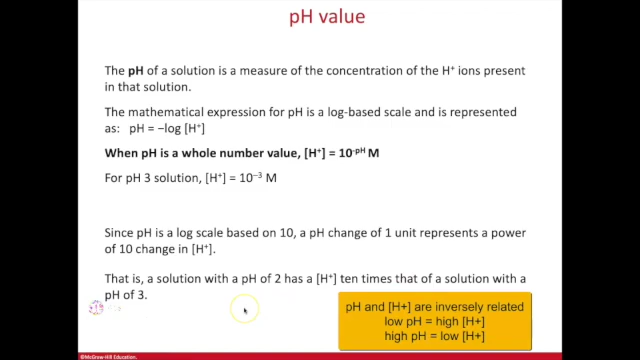 pH value
The pH of a solution is a measure of the concentration of the H⁺ ions present
in that solution.
The mathematical expression for pH is a log-based scale and is represented
as:  pH = –log [H⁺]
When pH is a whole number value, [H⁺] = 10⁻ᵖᴴ M
For pH 3 solution, [H⁺] = 10⁻³ M
Since pH is a log scale based on 10, a pH change of 1 unit represents a power
of 10 change in [H⁺].
That is, a solution with a pH of 2 has a [H⁺] ten times that of a solution with a
pH of 3.
pH and [H+] are inversely related
low pH = high [H+]
high pH = low [H+]
©McGraw-Hill Education.